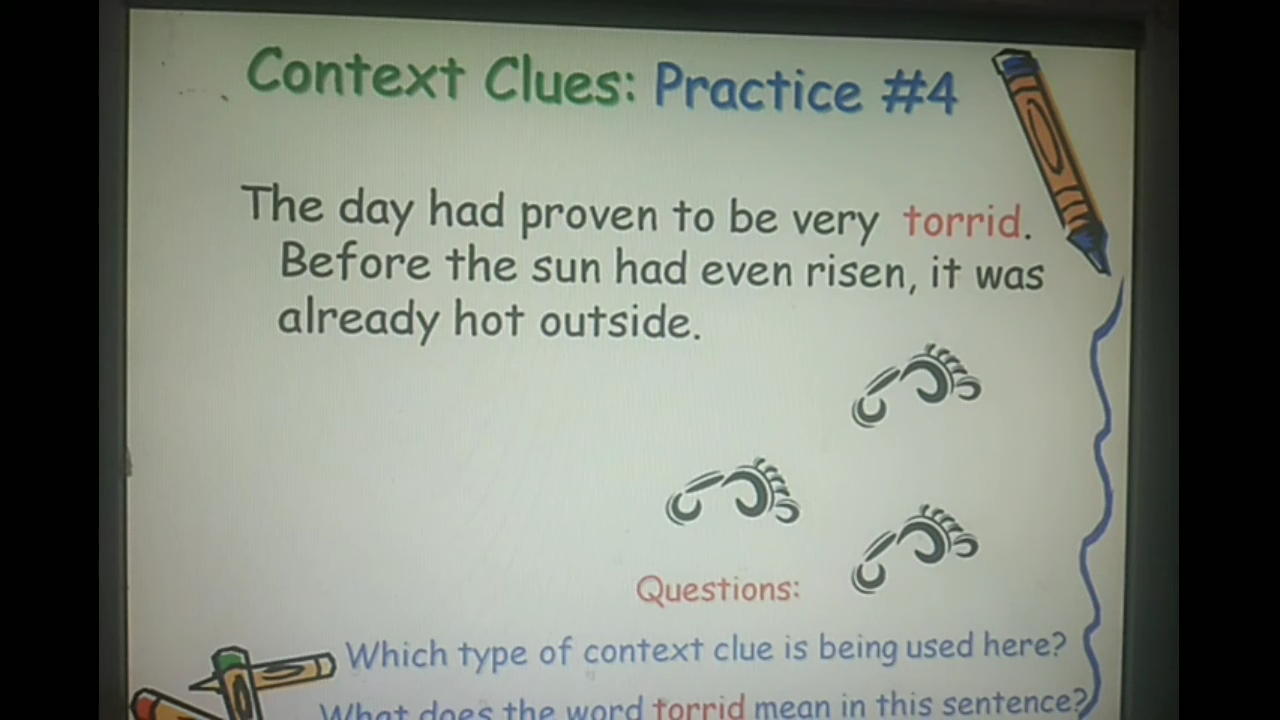 Context Clues: Practice #4
The day had proven to be very torrid.
Before the sun had even risen, it was
already hot outside.
Questions:
Which type of context clue is being used here?
What does the word torrid mean in this sentence?